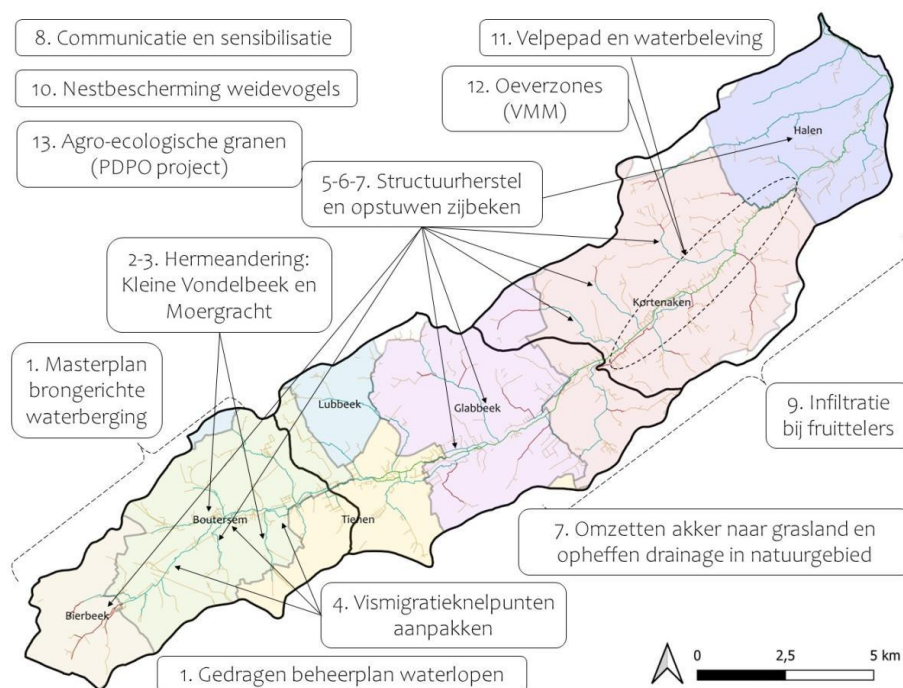 8. Communicatie en sensibilisatie
11. Velpepad en waterbeleving
10. Nestbescherming weidevogels
12. Oeverzones
(VMM)
13. Agro-ecologische granen
(PDPO project)
Halen
5-6-7. Structuurherstel
en opstuwen zijbeken
2-3. Hermeandering:
Kleine Vondelbeek en
Moergracht
Kortenaken
1. Masterplan
brongerichte
waterberging
Lubbeek
Glabbeek
9. Infiltratie
bij fruittelers
Boutersem
Tienen
7. Omzetten akker naar grasland en
opheffen drainage in natuurgebied
Bierbeek
4. Vismigratieknelpunten
aanpakken
1. Gedragen beheerplan waterlopen
0 2,5 5 km